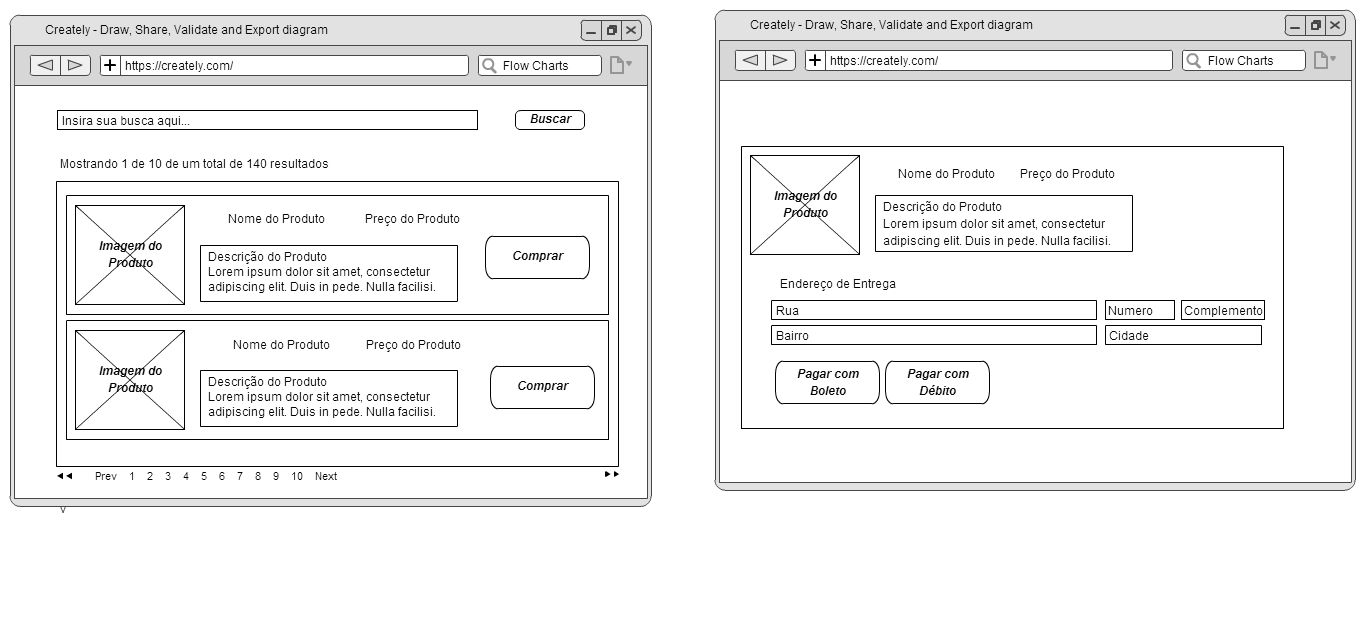 Creately - Draw, Share, Validate and Export diagram
https://creately.com/
Flow Charts
Insira sua busca aqui...
Buscar
Mostrando 1 de 10 de um total de 140 resultados
Imagem do
Produto
Nome do Produto
Preço do Produto
Descrição do Produto
Lorem ipsum dolor sit amet, consectetur
adipiscing elit. Duis in pede. Nulla facilisi.
Comprar
Imagem do
Produto
Nome do Produto
Preço do Produto
Descrição do Produto
Lorem ipsum dolor sit amet, consectetur
adipiscing elit. Duis in pede. Nulla facilisi.
Comprar
Prev 1 2 3 4 5 6 7 8 9 10 Next
v
Creately - Draw, Share, Validate and Export diagram
https://creately.com/
Flow Charts
Imagem do
Produto
Nome do Produto
Preço do Produto
Descrição do Produto
Lorem ipsum dolor sit amet, consectetur
adipiscing elit. Duis in pede. Nulla facilisi.
Endereço de Entrega
Rua
Numero
Complemento
Bairro
Cidade
Pagar com
Boleto
Pagar com
Débito